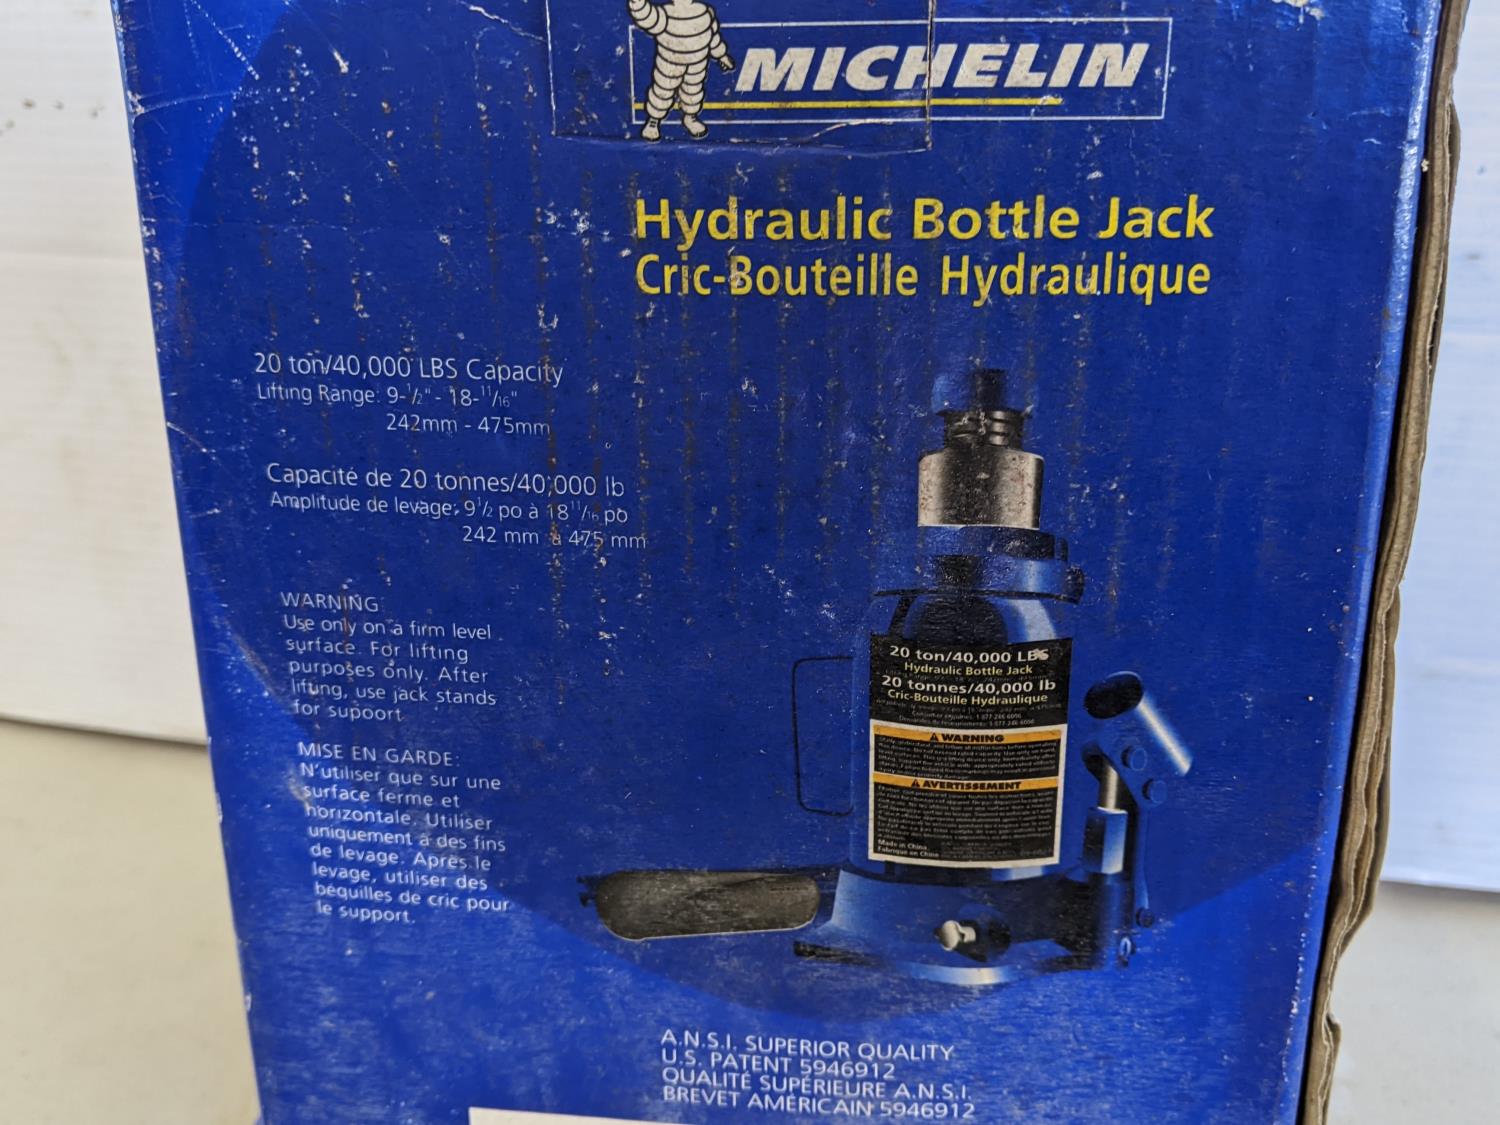 MICHELIN
Hydraulic Bottle Jack
Cric-Bouteille Hydraulique
20 ton/40,000 LBS Capacity
Lifting Range: 9-1/2" - 18-11/16"
242mm - 475mm
Capacité de 20 tonnes/40,000 lb
Amplitude de levage: 9 1/2 po à 18 11/16 po
242 mm à 475 mm
WARNING:
Use only on a firm level
surface. For lifting
purposes only. After
lifting, use jack stands
for support.
MISE EN GARDE:
N'utiliser que sur une
surface ferme et
horizontale. Utiliser
uniquement à des fins
de levage. Après le
levage, utiliser des
béquilles de cric pour
le support.
20 ton/40,000 LBS
Hydraulic Bottle Jack
20 tonnes/40,000 lb
Cric-Bouteille Hydraulique
WARNING
AVERTISSEMENT
Made in China
Fabriqué en Chine
A.N.S.I. SUPERIOR QUALITY
U.S. PATENT 5946912
QUALITÉ SUPÉRIEURE A.N.S.I.
BREVET AMÉRICAIN 5946912